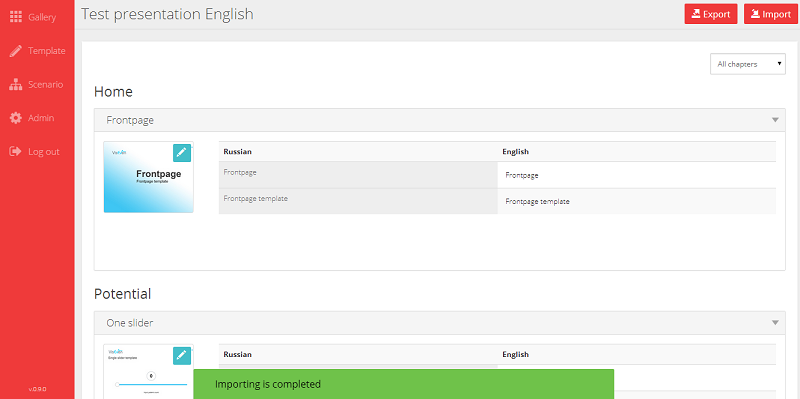 Gallery
Template
Scenario
Admin
Log out
v.0.9.0
Test presentation English
Export
Import
All chapters
Home
Frontpage
Frontpage
Frontpage template
Russian
English
Frontpage
Frontpage
Frontpage template
Frontpage template
Potential
One slider
Single slider template
0
Russian
English
Importing is completed